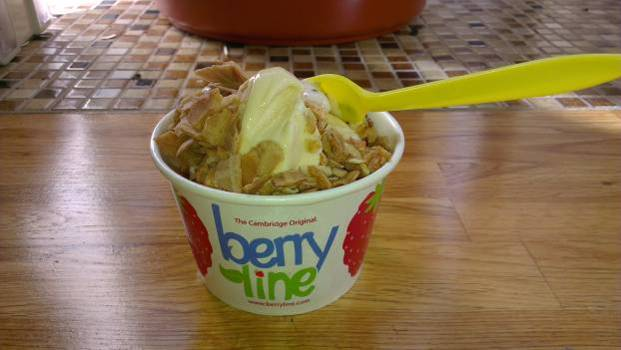 The Cambridge Original.
berry
line
www.berryline.com